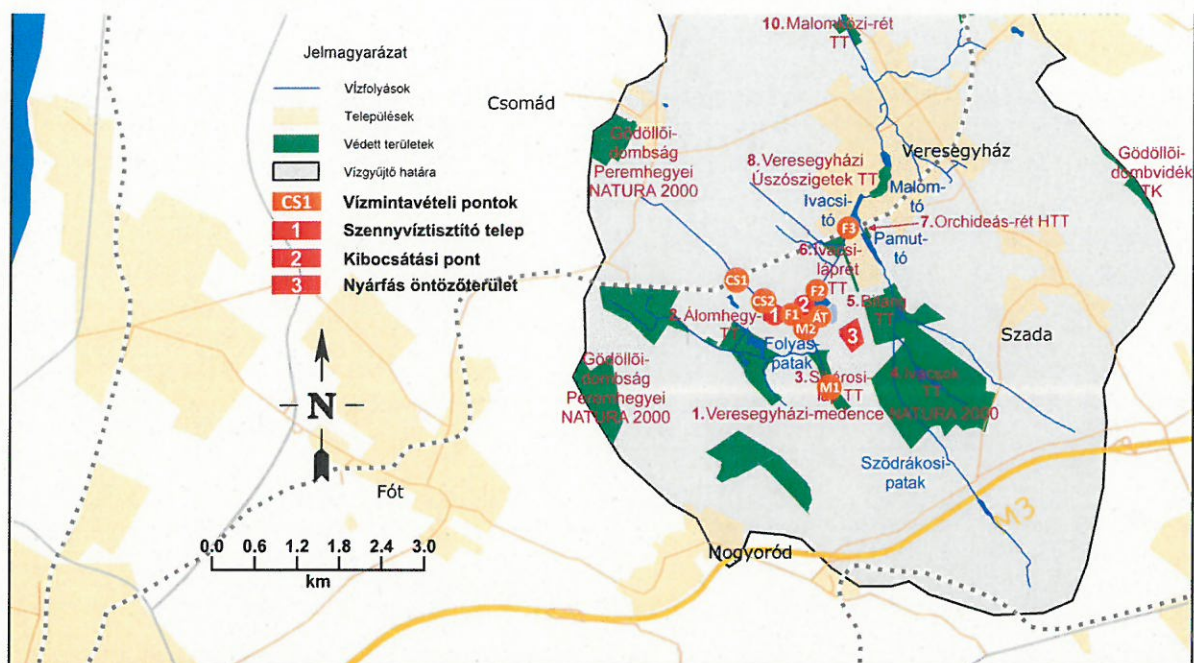 Jelmagyarázat
Vízfolyások
Települések
Védett területek
Vízgyűjtő határa
CS1 Vízmintavételi pontok
1 Szennyvíztisztító telep
2 Kibocsátási pont
3 Nyárfás öntözőterület
N
0.0 0.6 1.2 1.8 2.4 3.0
km
Csomád
Fót
Mogyoród
M3
10. Malomközi-rét
TT
Gödöllői-
dombság
Peremhegyei
NATURA 2000
8. Veresegyházi
Úszószigetek TT
Veresegyház
Ivacsi-
tó
Malom-
tó
Gödöllői-
dombvidék
TK
F3
7. Orchideás-rét HTT
Pamut-
tó
6. Ivacsi-
láprét
TT
CS1
CS2
F2
1
F1
2
ÁT
M2
3
2. Álomhegy-
TT
Folyás-
patak
5.
TT
Szada
Gödöllői-
dombság
Peremhegyei
NATURA 2000
3.
TT
M1
4.
TT
1. Veresegyházi-medence NATURA 2000
Sződrákosi-
patak